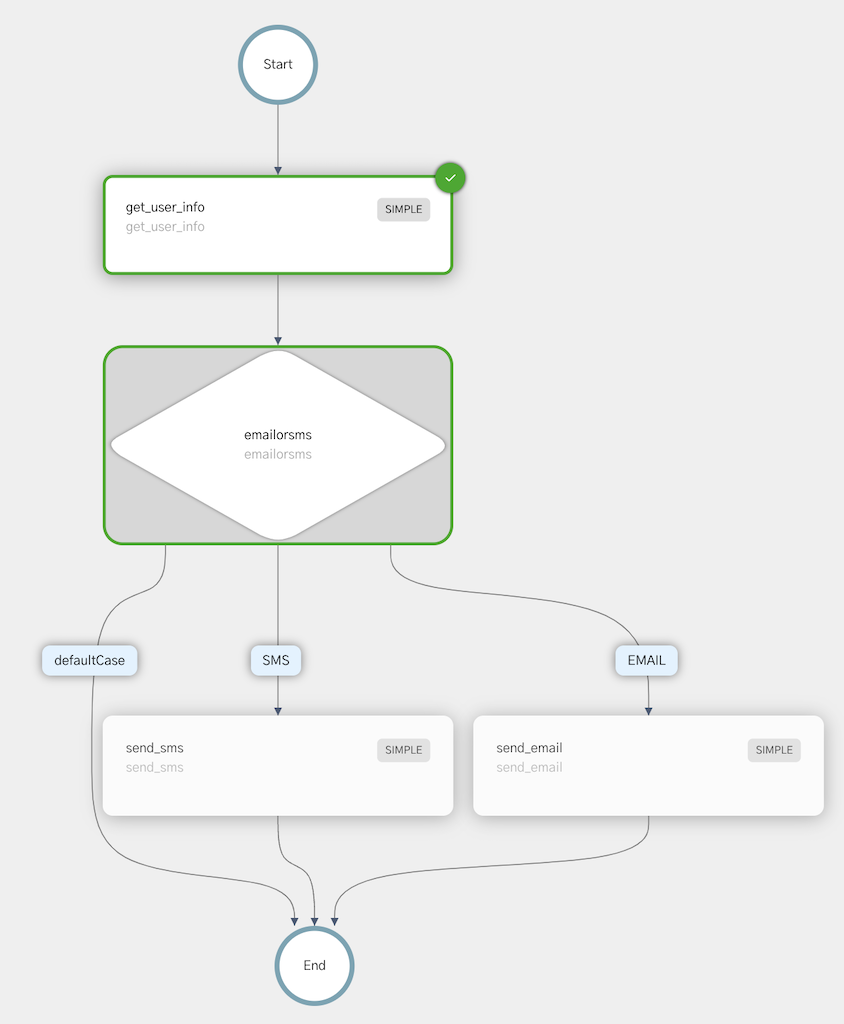 Start
get_user_info
SIMPLE
get_user_info
emailorsms
emailorsms
defaultCase
SMS
EMAIL
send_sms
SIMPLE
send_sms
send_email
SIMPLE
send_email
End